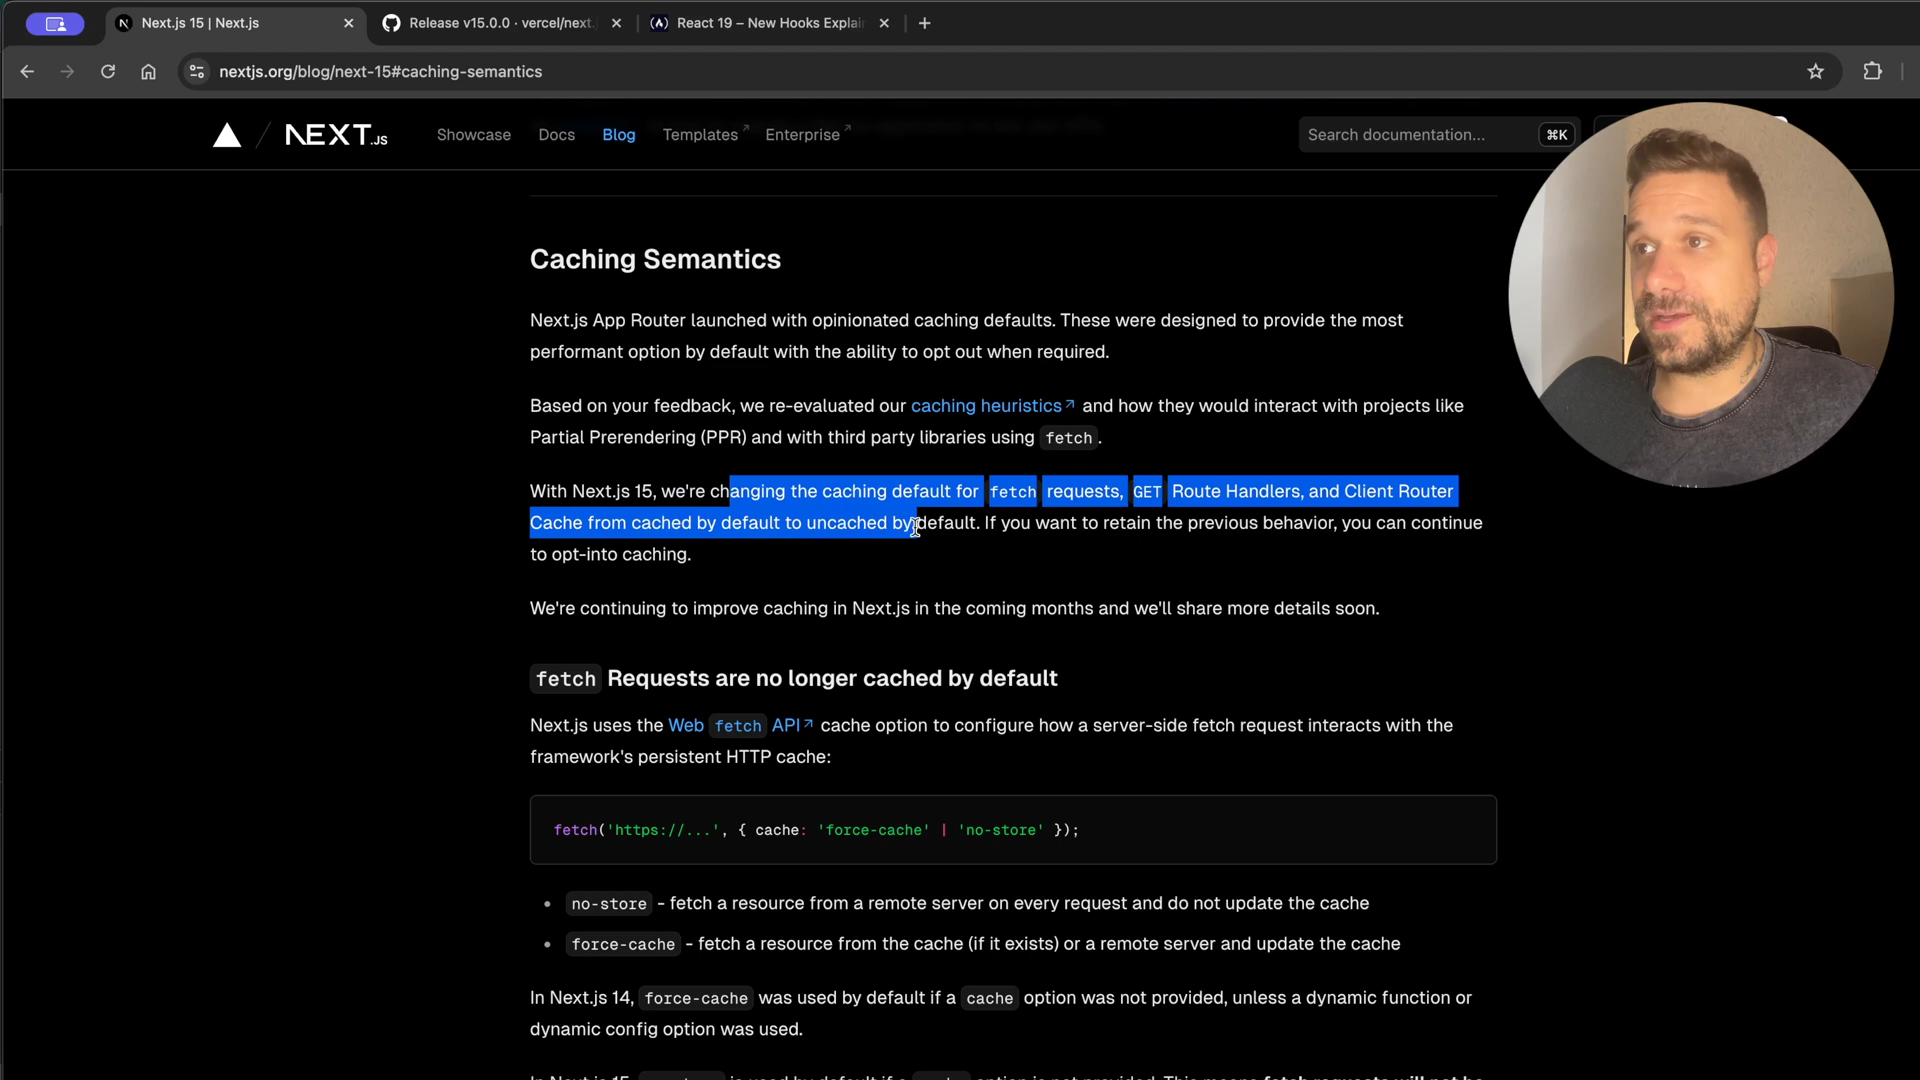 Next.js 15 | Next.js
Release v15.0.0 · vercel/next.
React 19 – New Hooks Explai
nextjs.org/blog/next-15#caching-semantics
NEXT.JS
Showcase
Docs
Blog
Templates
Enterprise
Search documentation...
⌘K
Caching Semantics
Next.js App Router launched with opinionated caching defaults. These were designed to provide the most
performant option by default with the ability to opt out when required.
Based on your feedback, we re-evaluated our caching heuristics and how they would interact with projects like
Partial Prerendering (PPR) and with third party libraries using fetch.
With Next.js 15, we're changing the caching default for fetch requests, GET Route Handlers, and Client Router
Cache from cached by default to uncached by default. If you want to retain the previous behavior, you can continue
to opt-into caching.
We're continuing to improve caching in Next.js in the coming months and we'll share more details soon.
fetch Requests are no longer cached by default
Next.js uses the Web fetch API cache option to configure how a server-side fetch request interacts with the
framework's persistent HTTP cache:
fetch('https://...', { cache: 'force-cache' | 'no-store' });
• no-store - fetch a resource from a remote server on every request and do not update the cache
• force-cache - fetch a resource from the cache (if it exists) or a remote server and update the cache
In Next.js 14, force-cache was used by default if a cache option was not provided, unless a dynamic function or
dynamic config option was used.